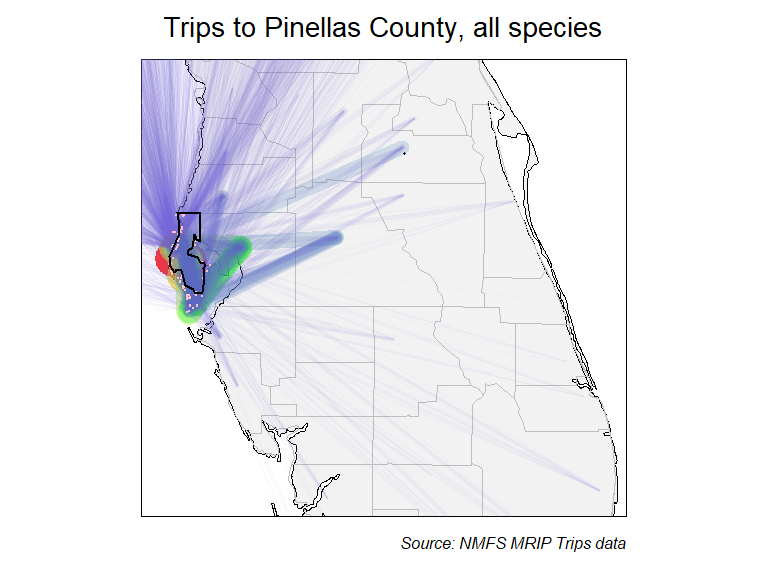 Trips to Pinellas County, all species
Source: NMFS MRIP Trips data